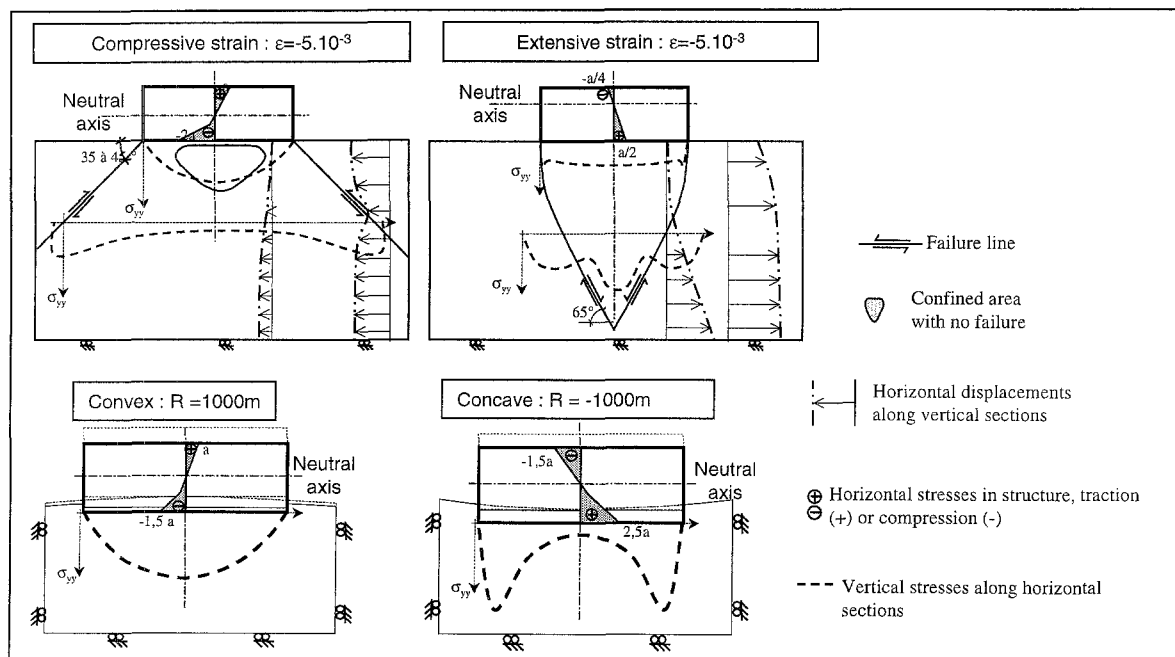 Compressive strain : ε=-5.10-3
Extensive strain : ε=-5.10-3
Neutral
axis
-2a
35 à 45°
σyy
σyy
-a/4
Neutral
axis
a/2
σyy
σyy
65°
Failure line
Confined area
with no failure
Horizontal displacements
along vertical sections
Convex : R =1000m
Concave : R = -1000m
a
Neutral
axis
-1,5 a
σyy
-1,5a
Neutral
axis
2,5a
σyy
Horizontal stresses in structure, traction
(+) or compression (-)
Vertical stresses along horizontal
sections